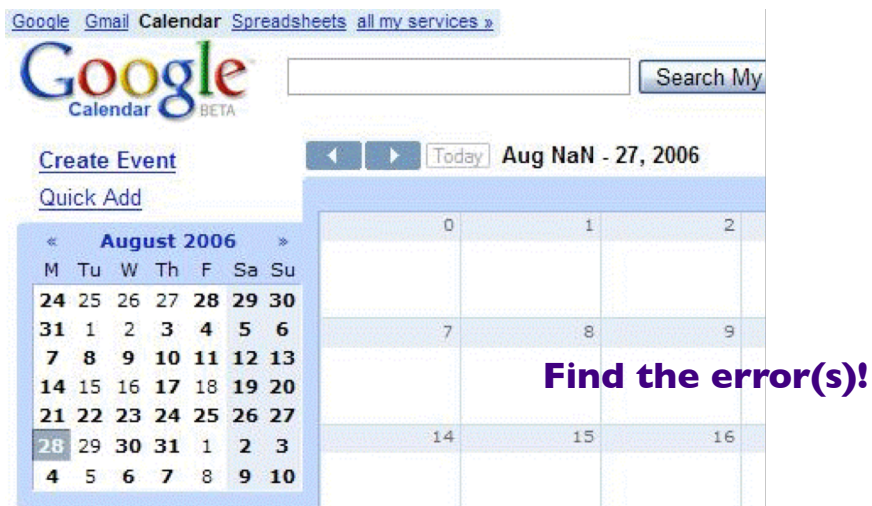 Google Gmail Calendar Spreadsheets all my services »
Google
Calendar BETA
Search My
Create Event
Quick Add
Today Aug NaN - 27, 2006
« August 2006 »
M Tu W Th F Sa Su
24 25 26 27 28 29 30
31 1 2 3 4 5 6
7 8 9 10 11 12 13
14 15 16 17 18 19 20
21 22 23 24 25 26 27
28 29 30 31 1 2 3
4 5 6 7 8 9 10
0 1 2
7 8 9
Find the error(s)!
14 15 16